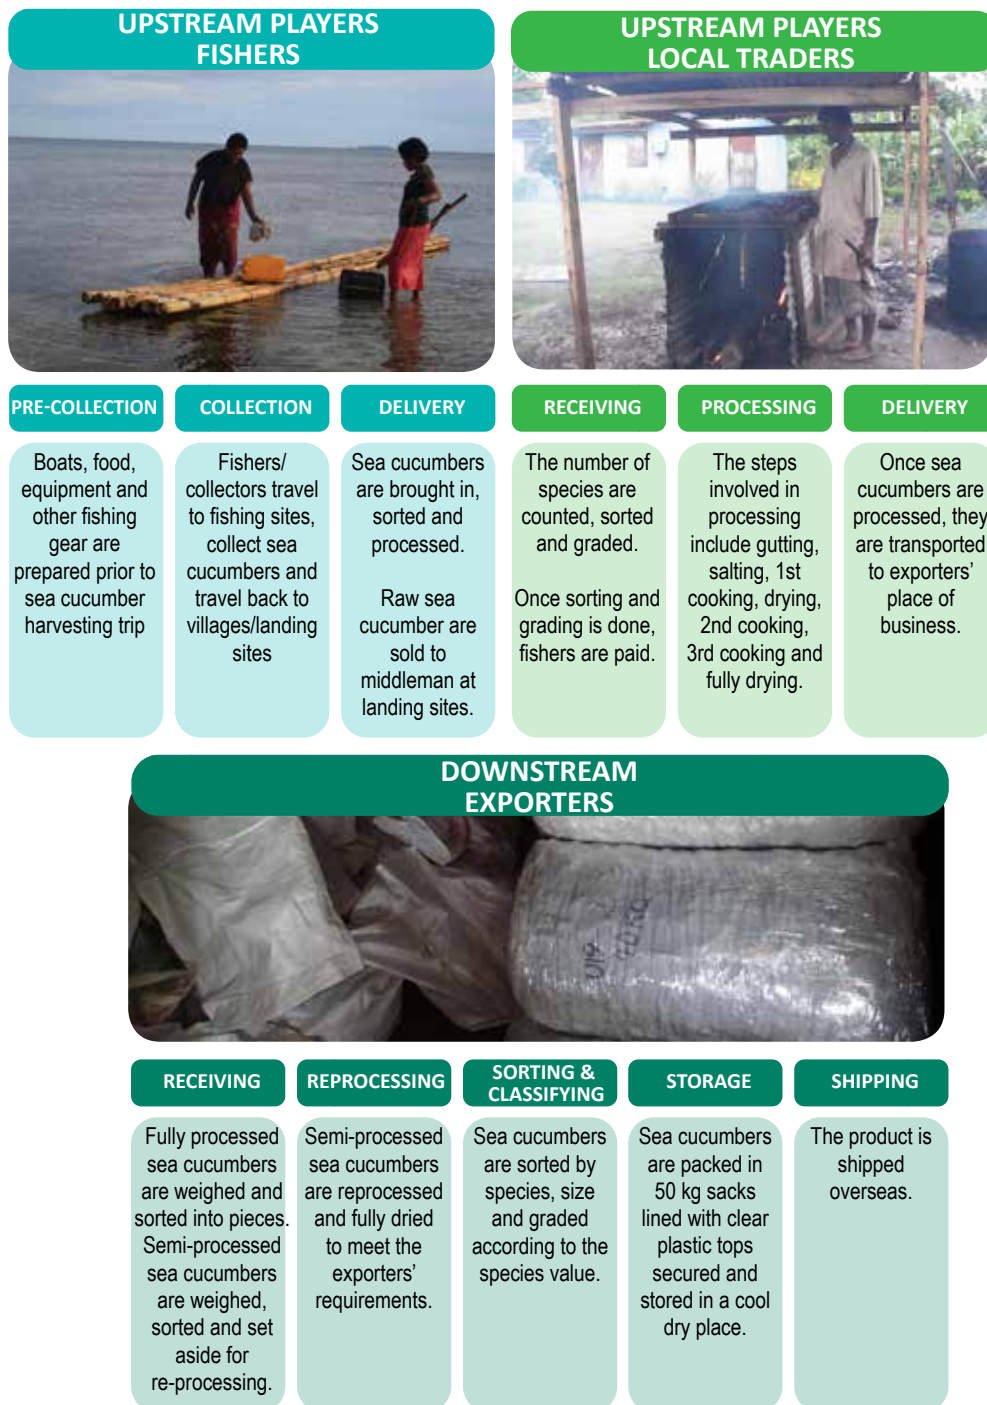 UPSTREAM PLAYERS
FISHERS
UPSTREAM PLAYERS
LOCAL TRADERS
PRE-COLLECTION
Boats, food,
equipment and
other fishing
gear are
prepared prior to
sea cucumber
harvesting trip
COLLECTION
Fishers/
collectors travel
to fishing sites,
collect sea
cucumbers and
travel back to
villages/landing
sites
DELIVERY
Sea cucumbers
are brought in,
sorted and
processed.
Raw sea
cucumber are
sold to
middleman at
landing sites.
RECEIVING
The number of
species are
counted, sorted
and graded.
Once sorting and
grading is done,
fishers are paid.
PROCESSING
The steps
involved in
processing
include gutting,
salting, 1st
cooking, drying,
2nd cooking,
3rd cooking and
fully drying.
DELIVERY
Once sea
cucumbers are
processed, they
are transported
to exporters’
place of
business.
DOWNSTREAM
EXPORTERS
RECEIVING
Fully processed
sea cucumbers
are weighed and
sorted into pieces.
Semi-processed
sea cucumbers
are weighed,
sorted and set
aside for
re-processing.
REPROCESSING
Semi-processed
sea cucumbers
are reprocessed
and fully dried
to meet the
exporters’
requirements.
SORTING &
CLASSIFYING
Sea cucumbers
are sorted by
species, size
and graded
according to the
species value.
STORAGE
Sea cucumbers
are packed in
50 kg sacks
lined with clear
plastic tops
secured and
stored in a cool
dry place.
SHIPPING
The product is
shipped
overseas.